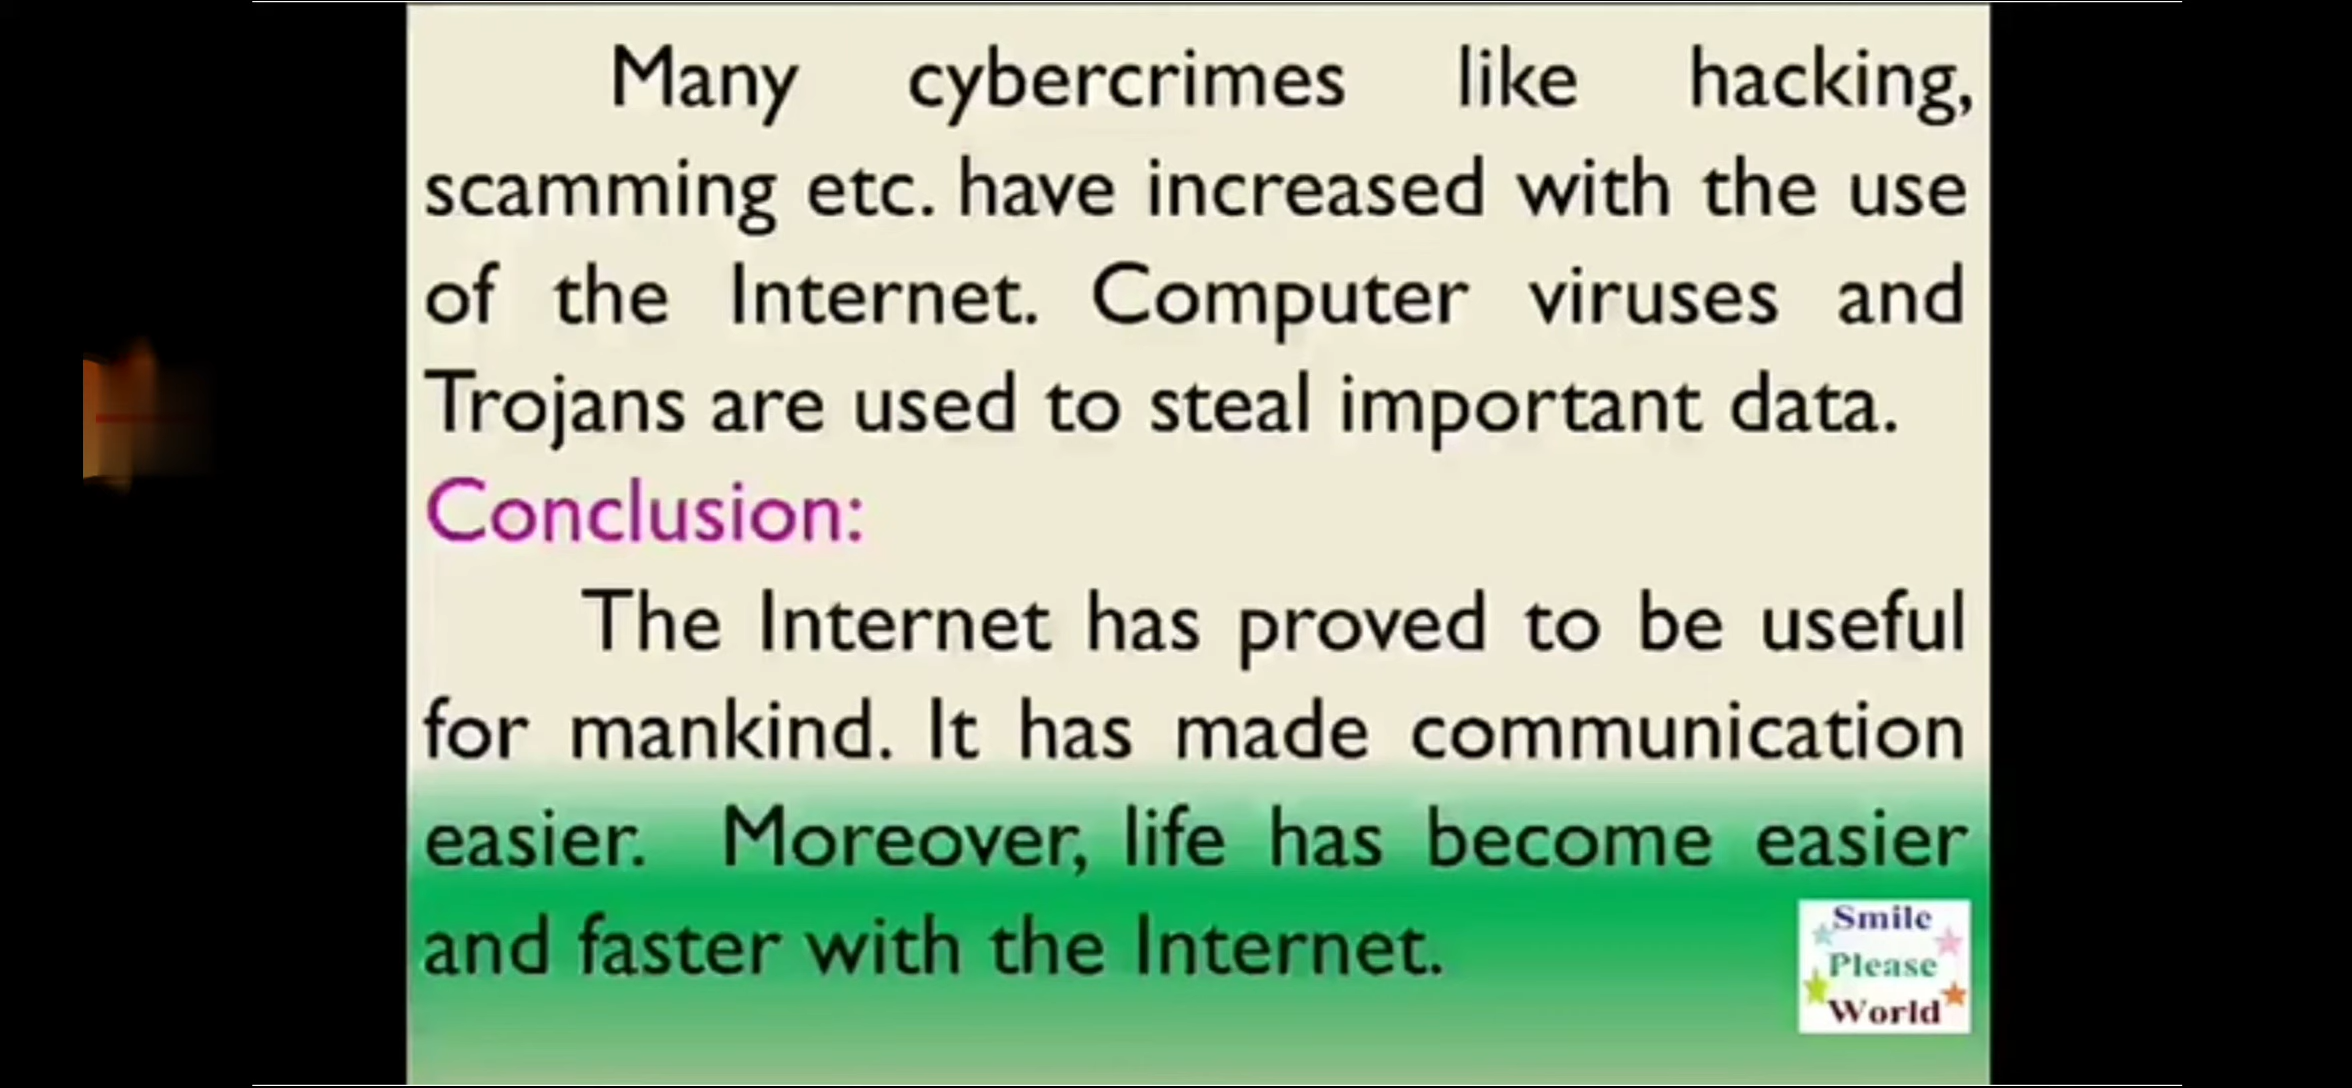 Many cybercrimes like hacking,
scamming etc. have increased with the use
of the Internet. Computer viruses and
Trojans are used to steal important data.
Conclusion:
The Internet has proved to be useful
for mankind. It has made communication
easier. Moreover, life has become easier
and faster with the Internet.
Smile
Please
World